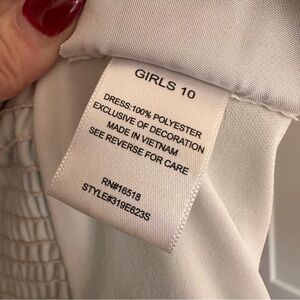 GIRLS 10
DRESS:100% POLYESTER
EXCLUSIVE OF DECORATION
MADE IN VIETNAM
SEE REVERSE FOR CARE
RN#16518
STYLE#319E623S